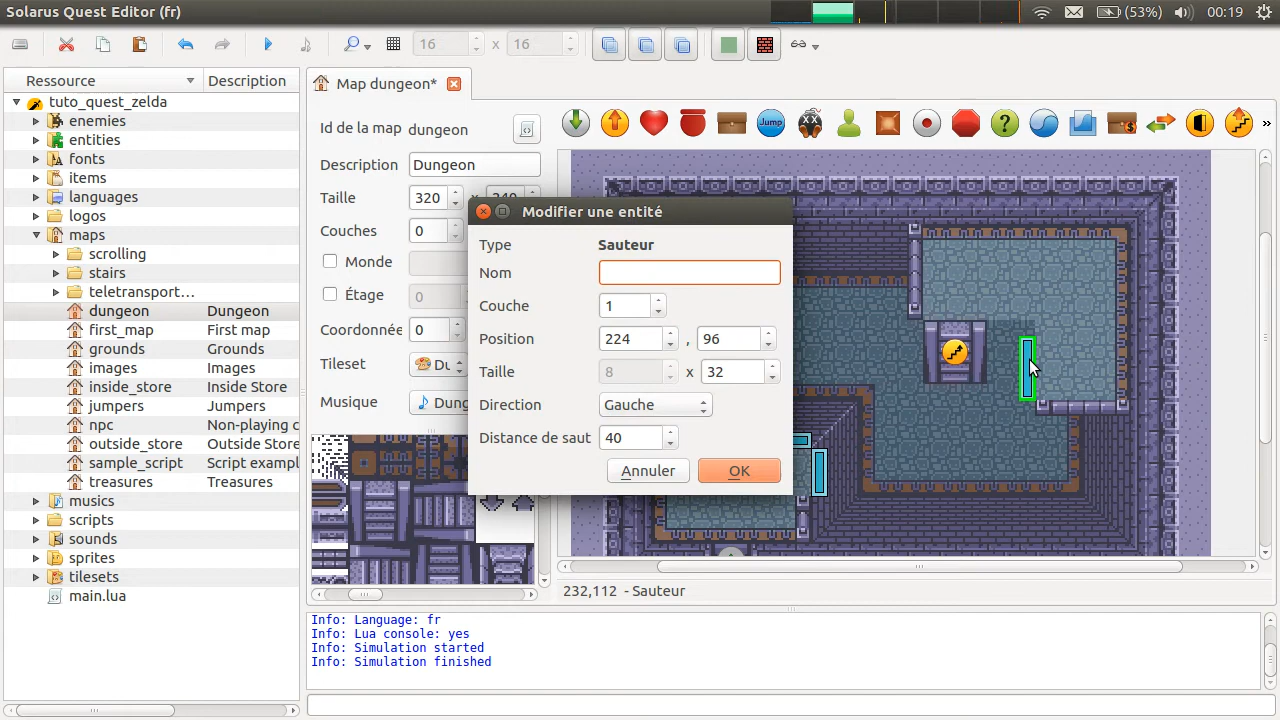 Solarus Quest Editor (fr)
(53%)
00:19
16 x 16
Ressource Description
tuto_quest_zelda
enemies
entities
fonts
items
languages
logos
maps
scrolling
stairs
teletransport…
dungeon Dungeon
first_map First map
grounds Grounds
images Images
inside_store Inside Store
jumpers Jumpers
npc Non-playing c
outside_store Outside Store
sample_script Script example
treasures Treasures
musics
scripts
sounds
sprites
tilesets
main.lua
Map dungeon*
Id de la map dungeon
Description Dungeon
Taille 320 x 240
Couches 0
Monde
Étage 0
Coordonnée 0
Tileset Du
Musique Dung
Jump
»
Modifier une entité
Type Sauteur
Nom
Couche 1
Position 224 , 96
Taille 8 x 32
Direction Gauche
Distance de saut 40
Annuler OK
232,112 - Sauteur
Info: Language: fr
Info: Lua console: yes
Info: Simulation started
Info: Simulation finished